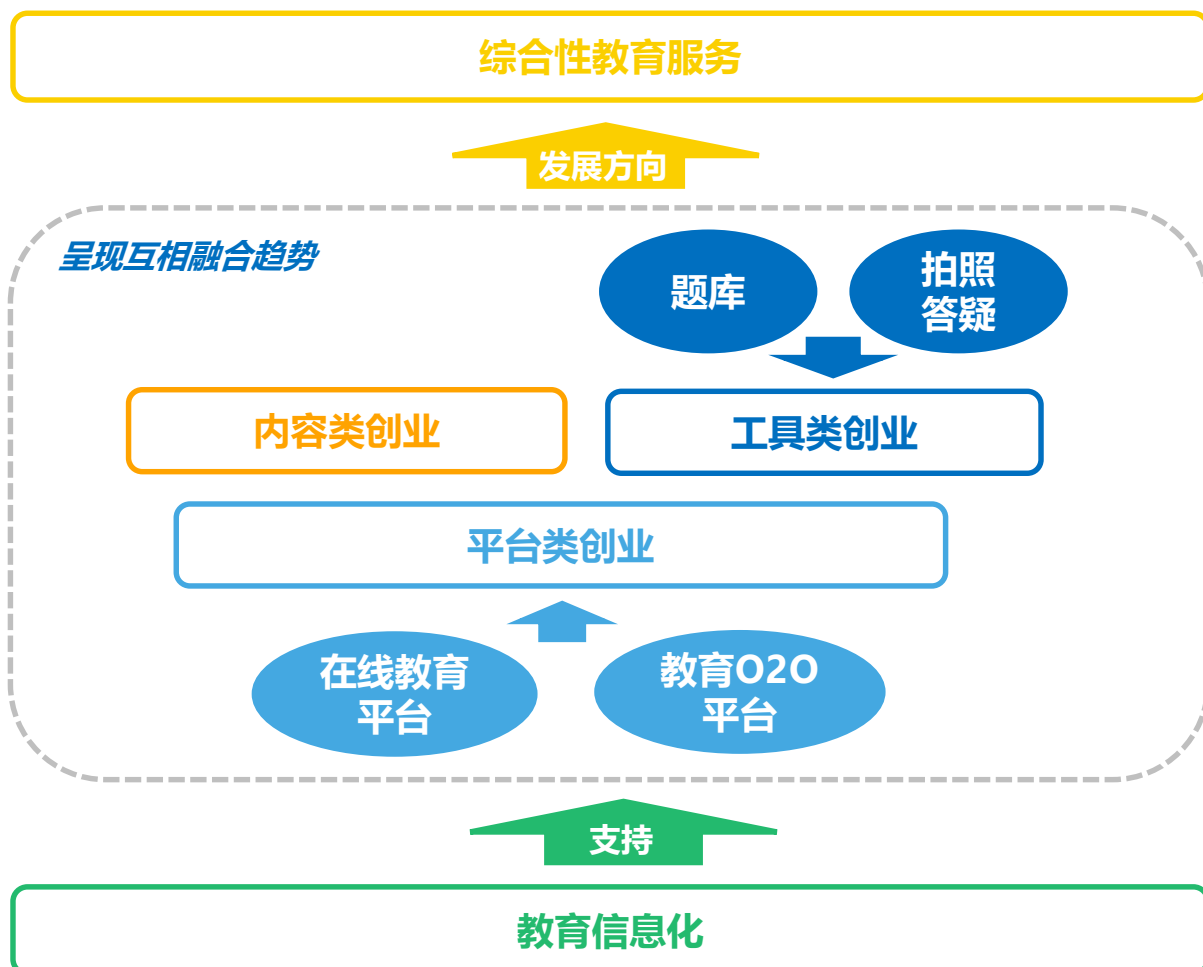 综合性教育服务
发展方向
呈现互相融合趋势
题库
拍照
答疑
内容类创业
工具类创业
平台类创业
在线教育
平台
教育O2O
平台
支持
教育信息化